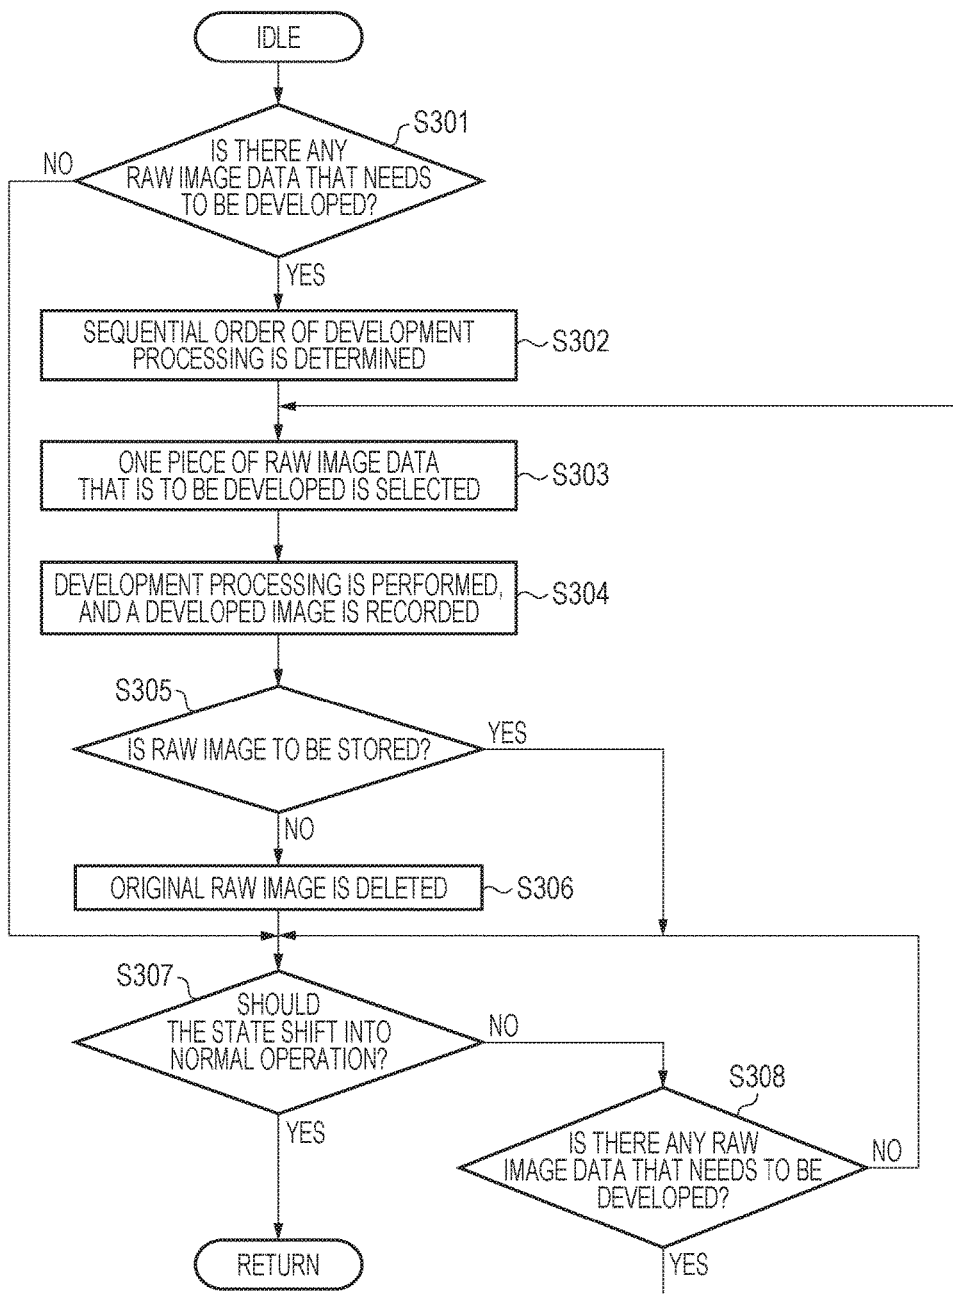 IDLE
S301
IS THERE ANY
RAW IMAGE DATA THAT NEEDS
TO BE DEVELOPED?
NO
YES
SEQUENTIAL ORDER OF DEVELOPMENT
PROCESSING IS DETERMINED
S302
ONE PIECE OF RAW IMAGE DATA
THAT IS TO BE DEVELOPED IS SELECTED
S303
DEVELOPMENT PROCESSING IS PERFORMED,
AND A DEVELOPED IMAGE IS RECORDED
S304
S305
IS RAW IMAGE TO BE STORED?
YES
NO
ORIGINAL RAW IMAGE IS DELETED
S306
S307
SHOULD
THE STATE SHIFT INTO
NORMAL OPERATION?
NO
YES
S308
IS THERE ANY RAW
IMAGE DATA THAT NEEDS TO BE
DEVELOPED?
NO
YES
RETURN